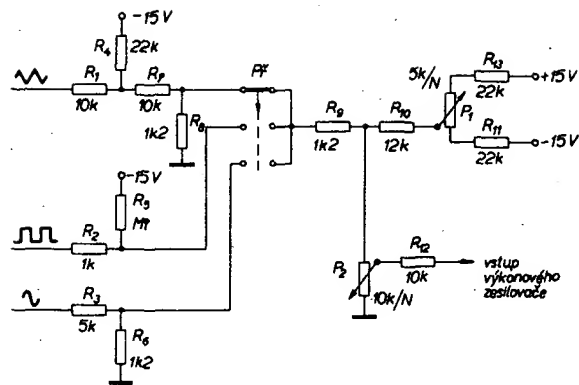 -15V
R4
22k
R1
10k
R7
10k
Př
R8
1k2
-15V
R5
M1
R2
1k
R3
5k
R6
1k2
R9
1k2
R10
12k
5k/N
P1
R13
22k
+15V
R11
22k
-15V
P2
10k/N
R12
10k
vstup
výkonového
zesilovače